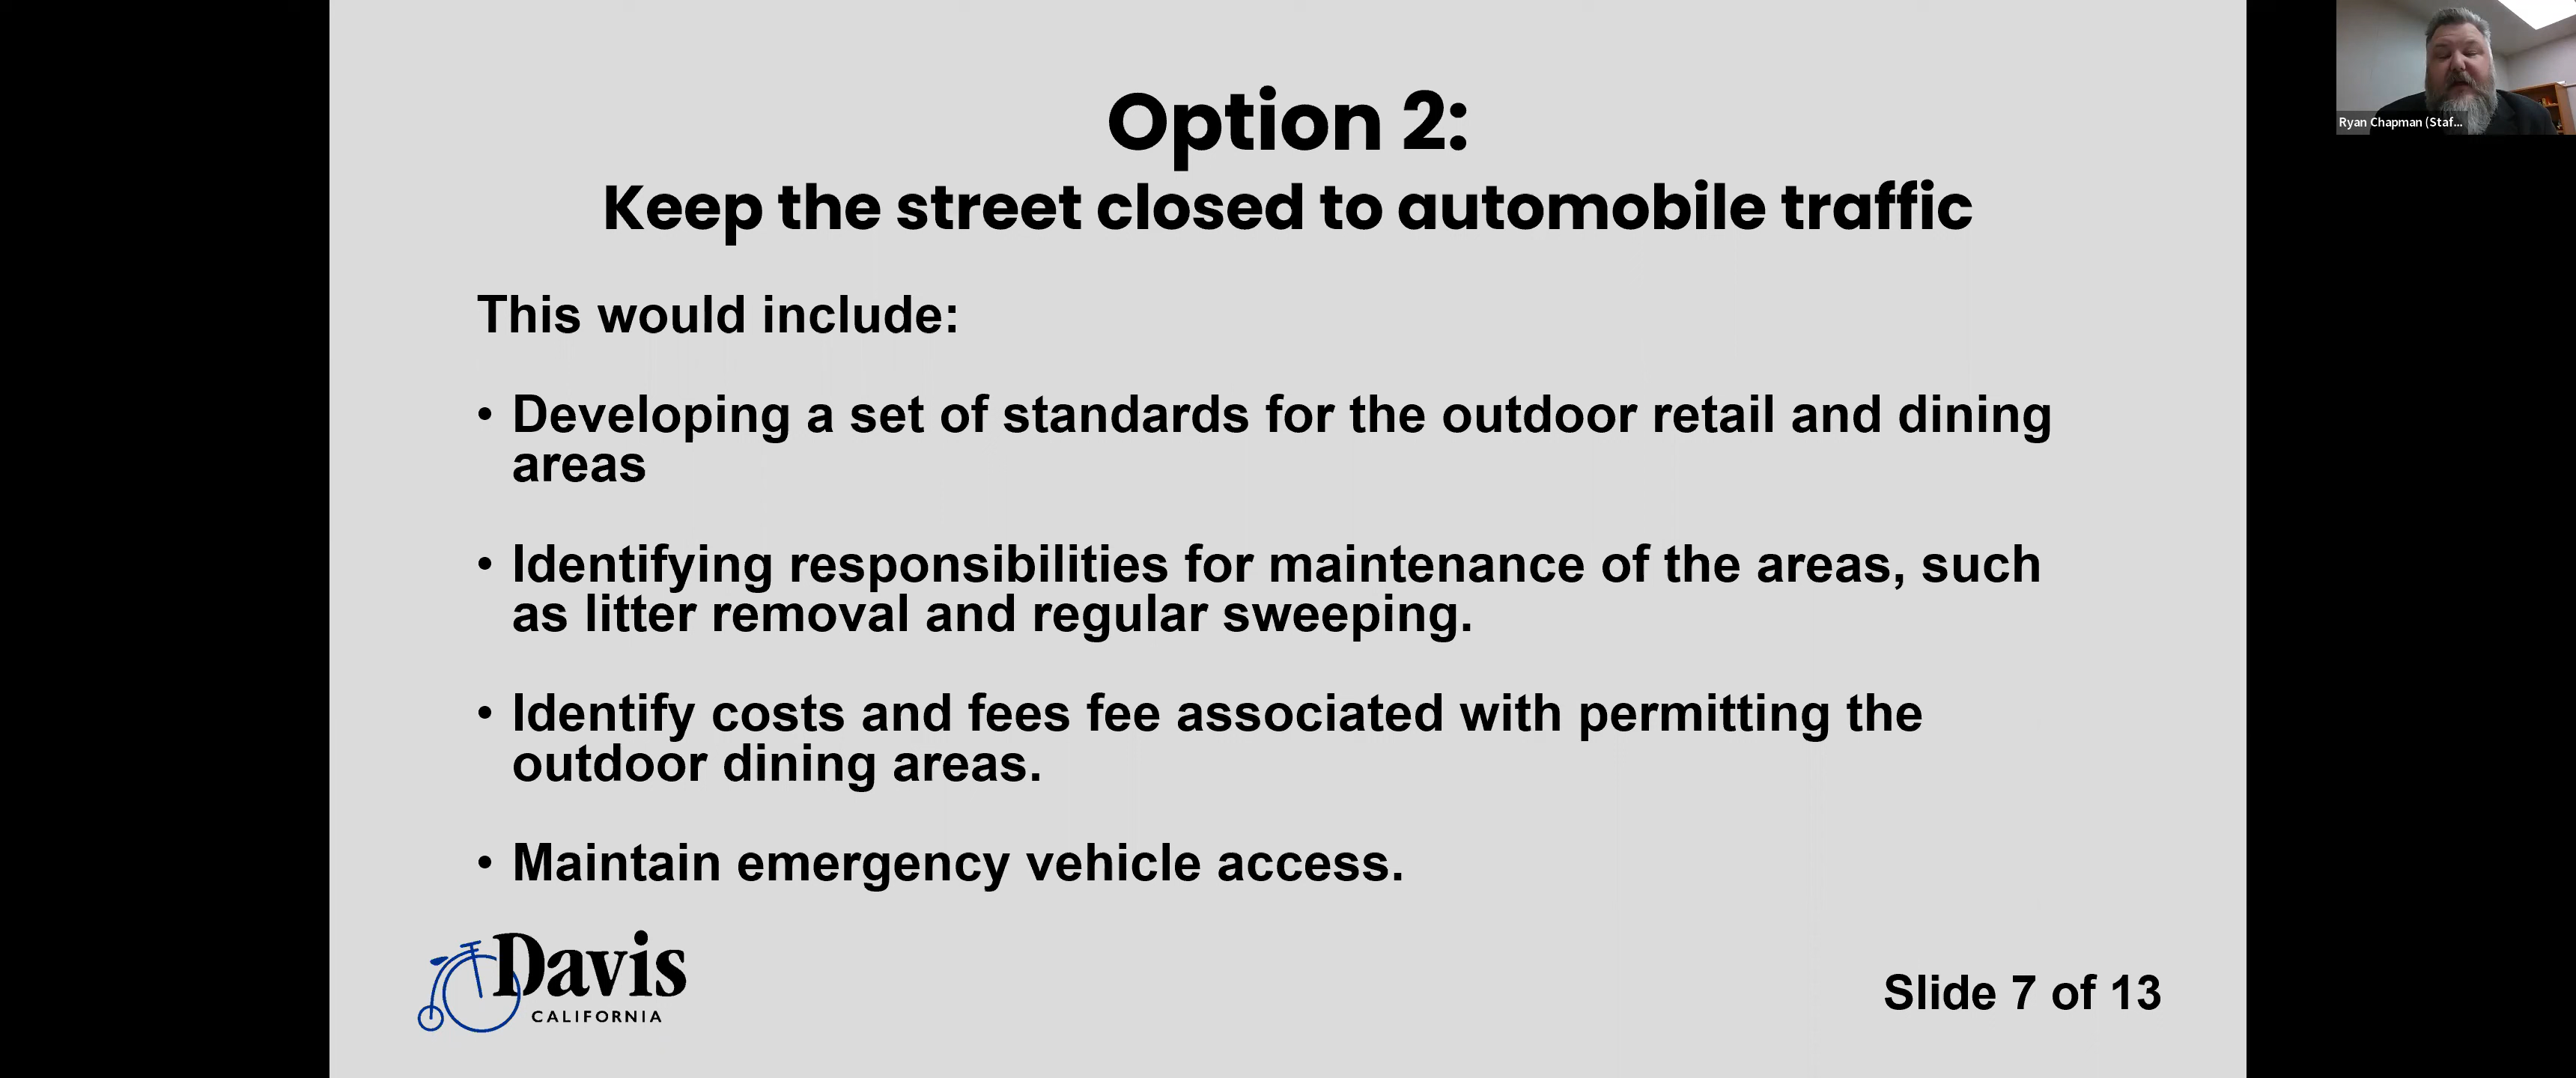 Option 2:
Keep the street closed to automobile traffic
This would include:
• Developing a set of standards for the outdoor retail and dining
areas
• Identifying responsibilities for maintenance of the areas, such
as litter removal and regular sweeping.
• Identify costs and fees fee associated with permitting the
outdoor dining areas.
• Maintain emergency vehicle access.
Davis
CALIFORNIA
Slide 7 of 13
Ryan Chapman (Staf...